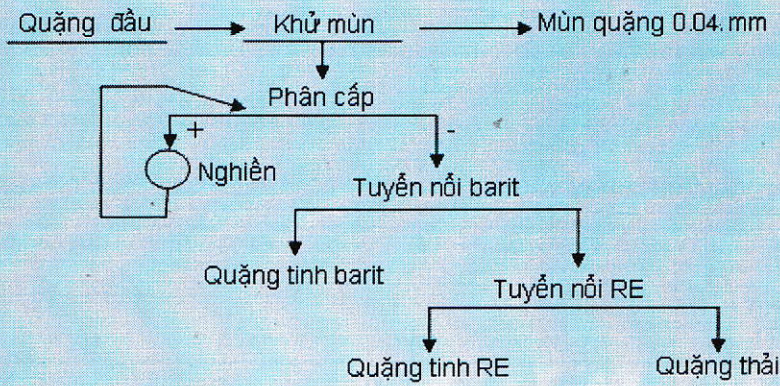 Quặng đầu
Khử mùn
Mùn quặng 0.04.mm
Phân cấp
+
-
Nghiền
Tuyển nổi barit
Quặng tinh barit
Tuyển nổi RE
Quặng tinh RE
Quặng thải